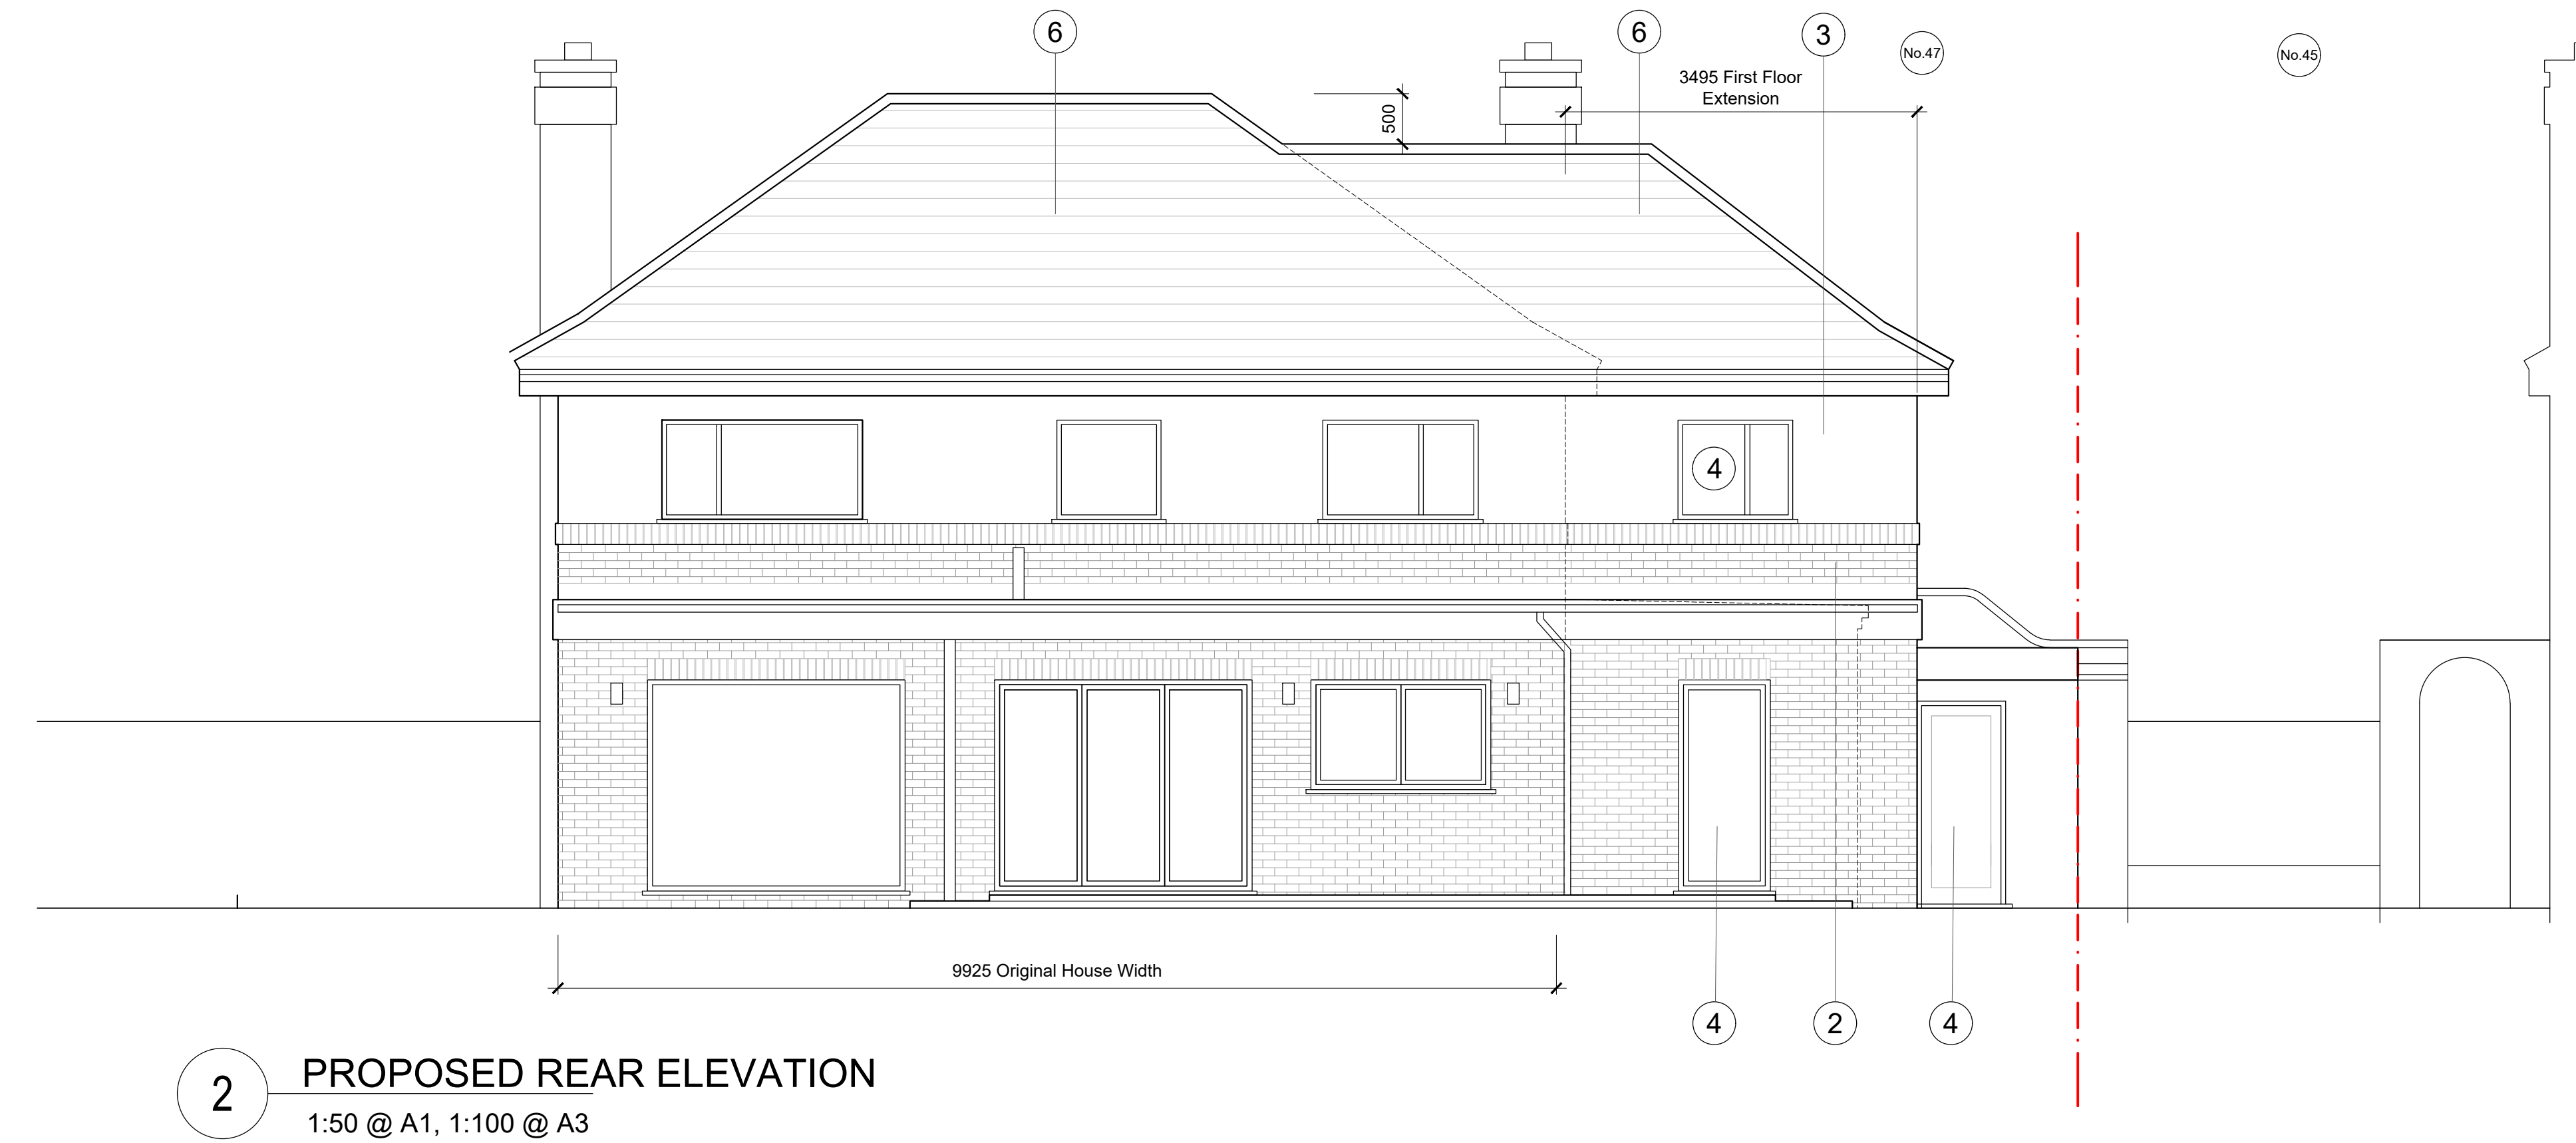 6
6
3
No.47
No.45
3495 First Floor
Extension
500
4
9925 Original House Width
4
2
4
2
PROPOSED REAR ELEVATION
1:50 @ A1, 1:100 @ A3